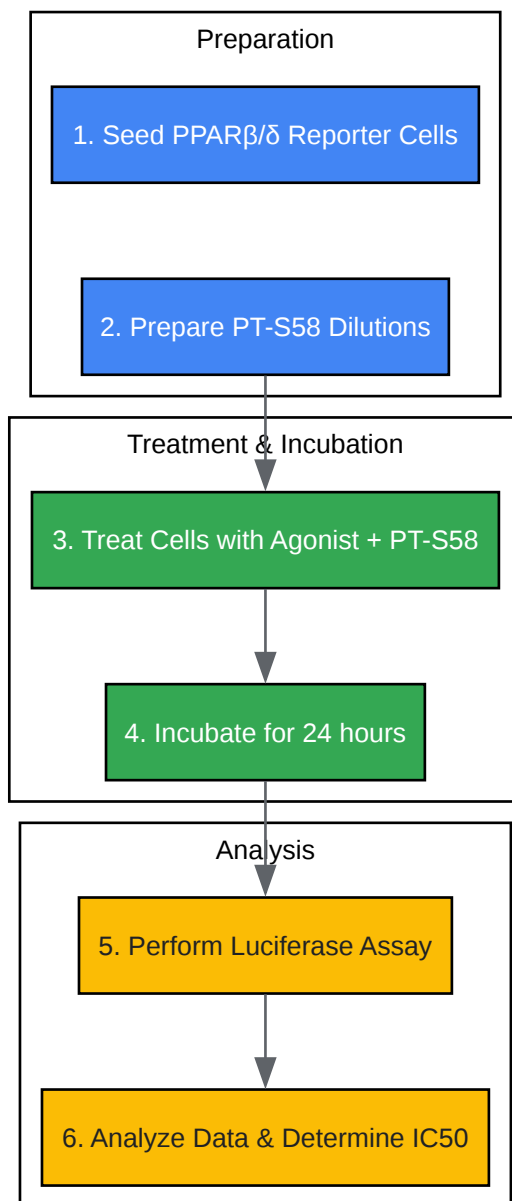 Preparation
1. Seed PPARβ/δ Reporter Cells
2. Prepare PT-S58 Dilutions
Treatment & Incubation
3. Treat Cells with Agonist + PT-S58
4. Incubate for 24 hours
Analysis
5. Perform Luciferase Assay
6. Analyze Data & Determine IC50